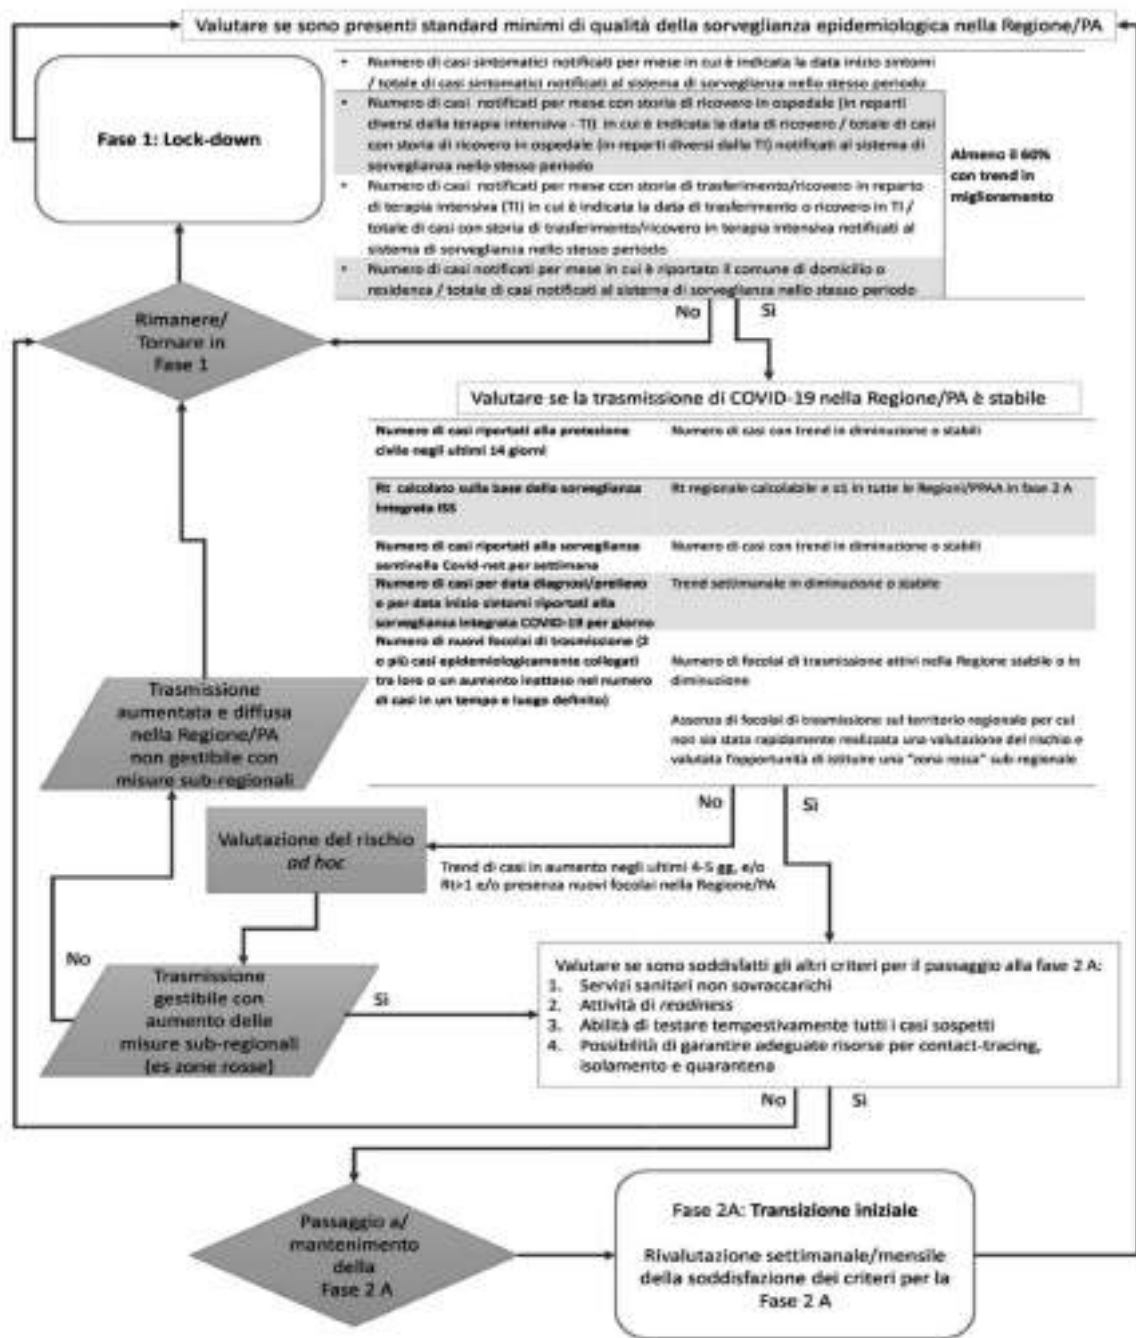 Valutare se sono presenti standard minimi di qualità della sorveglianza epidemiologica nella Regione/PA
Fase 1: Lock-down
• Numero di casi sintomatici notificati per mese in cui è indicata la data inizio sintomi
/ totale di casi sintomatici notificati al sistema di sorveglianza nello stesso periodo
• Numero di casi notificati per mese con storia di ricovero in ospedale (in reparti
diversi dalla terapia intensiva - TI) in cui è indicata la data di ricovero / totale di casi
con storia di ricovero in ospedale (in reparti diversi dalla TI) notificati al sistema di
sorveglianza nello stesso periodo
• Numero di casi notificati per mese con storia di trasferimento/ricovero in reparto
di terapia intensiva (TI) in cui è indicata la data di trasferimento o ricovero in TI /
totale di casi con storia di trasferimento/ricovero in terapia intensiva notificati al
sistema di sorveglianza nello stesso periodo
• Numero di casi notificati per mese in cui è riportato il comune di domicilio o
residenza / totale di casi notificati al sistema di sorveglianza nello stesso periodo
Almeno il 60%
con trend in
miglioramento
No
Sì
Rimanere/
Tornare in
Fase 1
Valutare se la trasmissione di COVID-19 nella Regione/PA è stabile
Numero di casi riportati alla protezione
civile negli ultimi 14 giorni
Numero di casi con trend in diminuzione o stabili
Rt calcolato sulla base della sorveglianza
integrata ISS
Rt regionale calcolabile e ≤1 in tutte le Regioni/PPAA in fase 2 A
Numero di casi riportati alla sorveglianza
sentinella Covid-net per settimana
Numero di casi con trend in diminuzione o stabili
Numero di casi per data diagnosi/prelievo
e per data inizio sintomi riportati alla
sorveglianza integrata COVID-19 per giorno
Trend settimanale in diminuzione o stabile
Numero di nuovi focolai di trasmissione (2
o più) casi epidemiologicamente collegati
tra loro o un aumento inatteso nel numero
di casi in un tempo e luogo definito)
Numero di focolai di trasmissione attivi nella Regione stabile o in
diminuzione
Assenza di focolai di trasmissione sul territorio regionale per cui
non sia stata rapidamente realizzata una valutazione del rischio e
valutata l'opportunità di istituire una "zona rossa" sub regionale
Trasmissione
aumentata e diffusa
nella Regione/PA
non gestibile con
misure sub-regionali
No
Sì
Valutazione del rischio
ad hoc
Trend di casi in aumento negli ultimi 4-5 gg, e/o
Rt>1 e/o presenza nuovi focolai nella Regione/PA
No
Trasmissione
gestibile con
aumento delle
misure sub-regionali
(es zone rosse)
Sì
Valutare se sono soddisfatti gli altri criteri per il passaggio alla fase 2 A:
1. Servizi sanitari non sovraccarichi
2. Attività di readiness
3. Abilità di testare tempestivamente tutti i casi sospetti
4. Possibilità di garantire adeguate risorse per contact-tracing,
isolamento e quarantena
No
Sì
Passaggio a/
mantenimento
della
Fase 2 A
Fase 2A: Transizione iniziale
Rivalutazione settimanale/mensile
della soddisfazione dei criteri per la
Fase 2 A